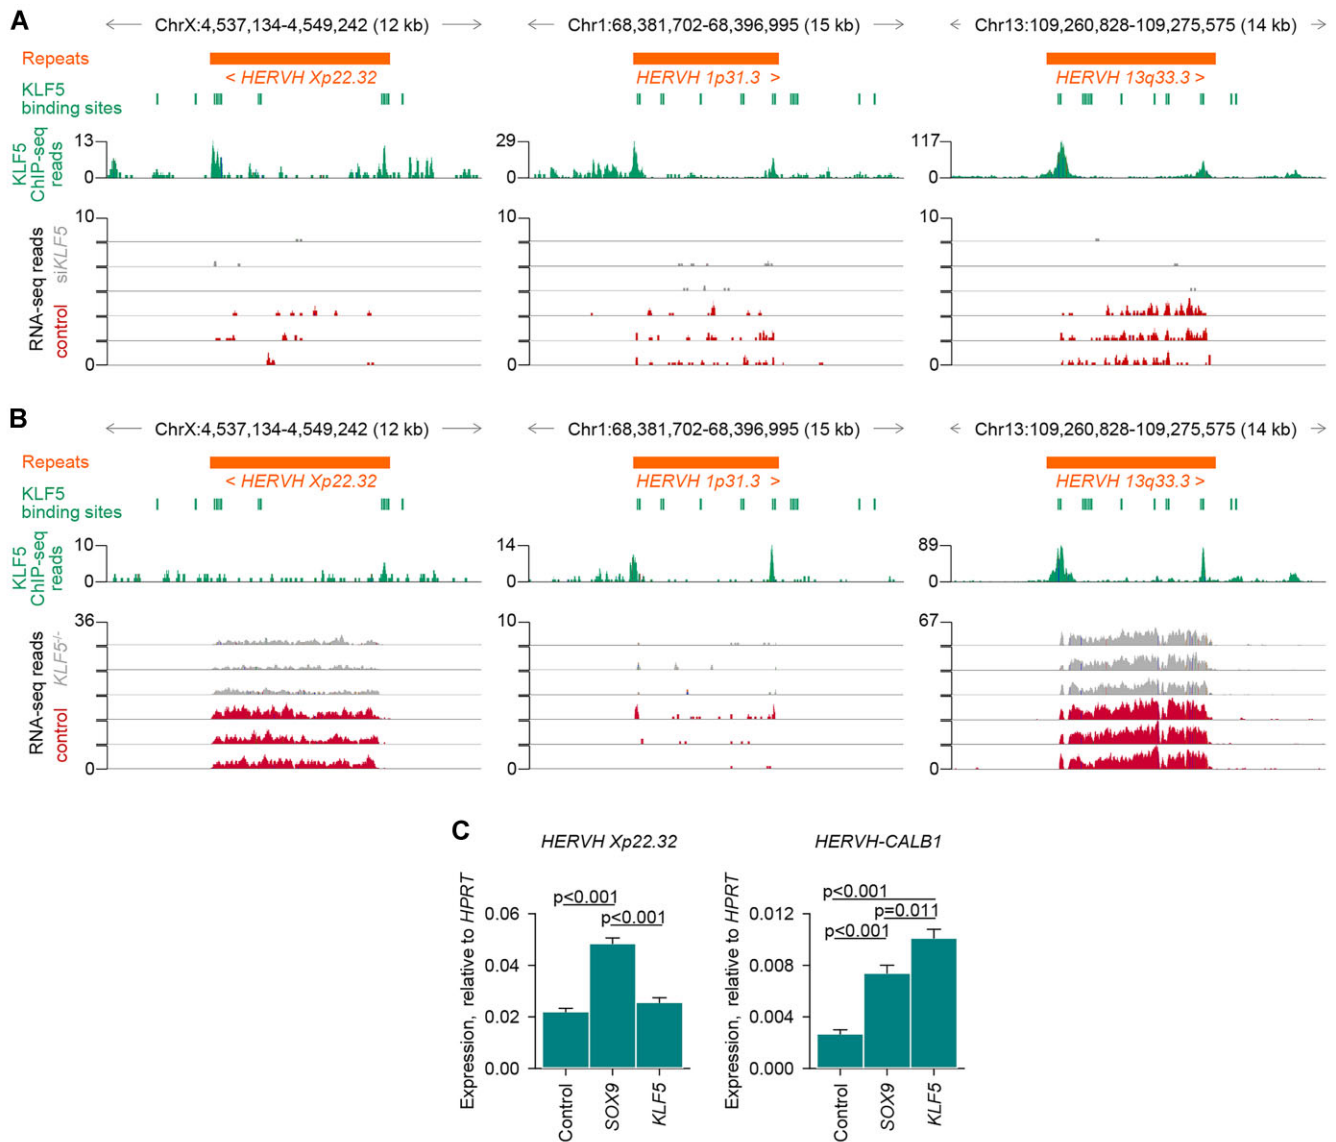 A
ChrX:4,537,134-4,549,242 (12 kb)
Chr1:68,381,702-68,396,995 (15 kb)
Chr13:109,260,828-109,275,575 (14 kb)
Repeats
< HERVH Xp22.32
HERVH 1p31.3 >
HERVH 13q33.3 >
KLF5
binding sites
KLF5
ChIP-seq
reads
13
0
29
0
117
0
RNA-seq reads
siKLF5
control
10
0
10
0
10
0
B
ChrX:4,537,134-4,549,242 (12 kb)
Chr1:68,381,702-68,396,995 (15 kb)
Chr13:109,260,828-109,275,575 (14 kb)
Repeats
< HERVH Xp22.32
HERVH 1p31.3 >
HERVH 13q33.3 >
KLF5
binding sites
KLF5
ChIP-seq
reads
10
0
14
0
89
0
RNA-seq reads
KLF5-/-
control
36
0
10
0
67
0
C
HERVH Xp22.32
Expression, relative to HPRT
0.06
0.04
0.02
0.00
p<0.001
p<0.001
Control
SOX9
KLF5
HERVH-CALB1
Expression, relative to HPRT
0.012
0.008
0.004
0.000
p<0.001
p=0.011
p<0.001
Control
SOX9
KLF5